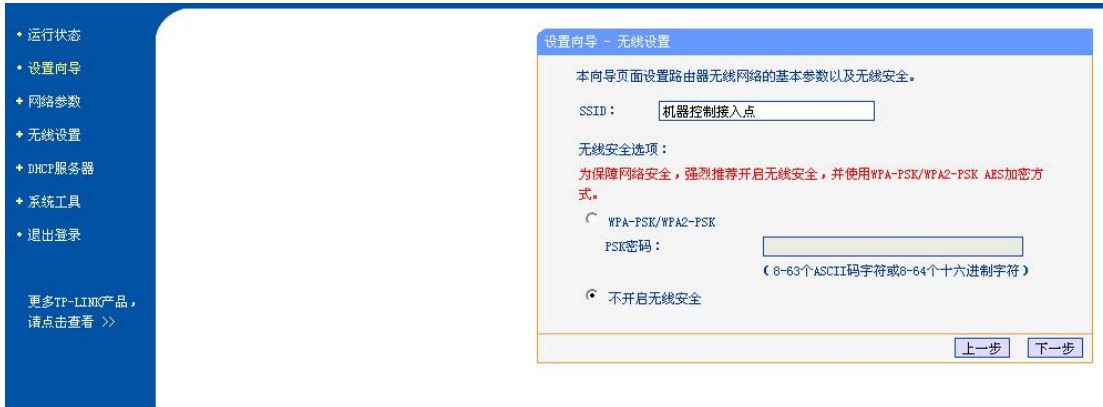 运行状态
设置向导
网络参数
无线设置
DHCP服务器
系统工具
退出登录
更多TP-LINK产品，
请点击查看 >>
设置向导 - 无线设置
本向导页面设置路由器无线网络的基本参数以及无线安全。
SSID： 机器控制接入点
无线安全选项：
为保障网络安全，强烈推荐开启无线安全，并使用WPA-PSK/WPA2-PSK AES加密方
式。
WPA-PSK/WPA2-PSK
PSK密码：
（8-63个ASCII码字符或8-64个十六进制字符）
不开启无线安全
上一步 下一步